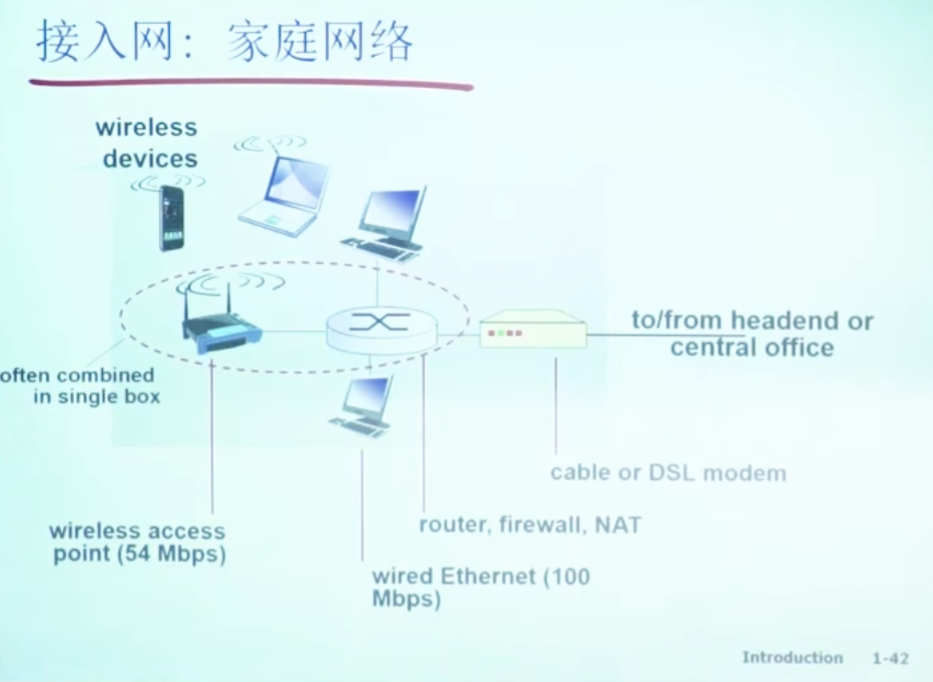 接入网：家庭网络
wireless
devices
to/from headend or
central office
often combined
in single box
cable or DSL modem
wireless access
point (54 Mbps)
router, firewall, NAT
wired Ethernet (100
Mbps)
Introduction 1-42